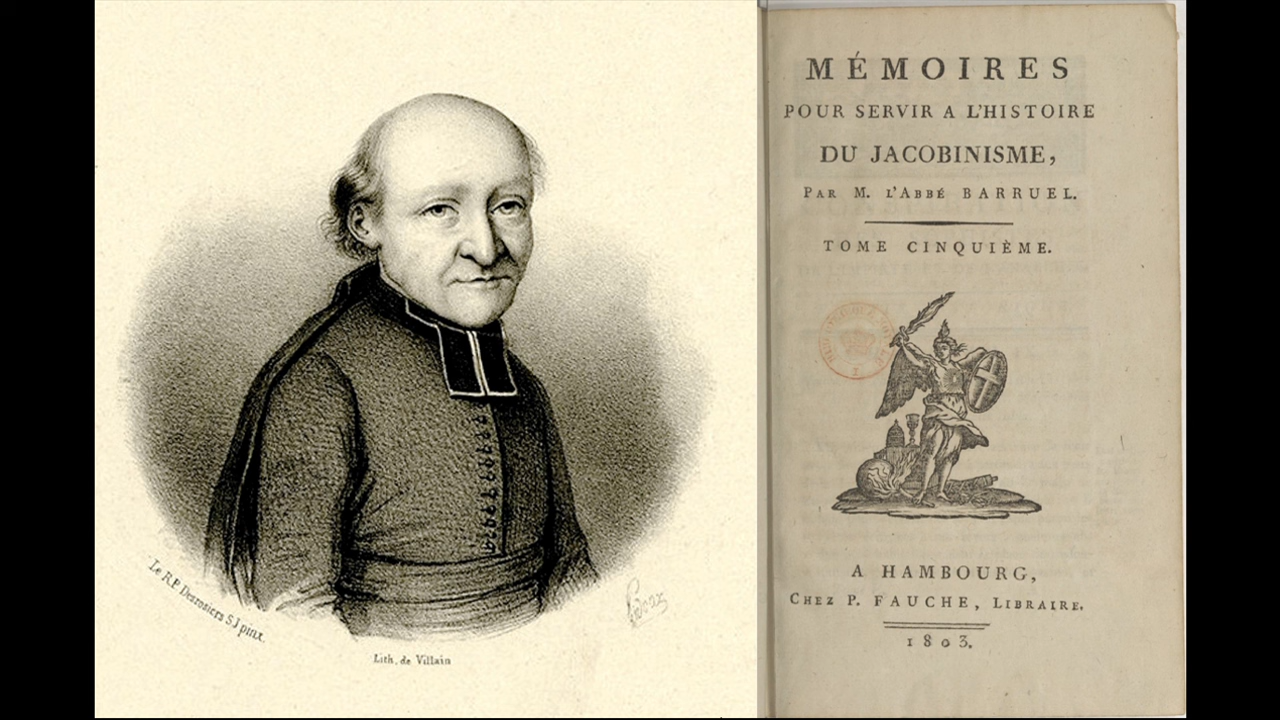 Le R.P. Desrosiers S.J pinx.
Lith. de Villain
MÉMOIRES
POUR SERVIR A L'HISTOIRE
DU JACOBINISME,
PAR M. L'ABBÉ BARRUEL.
TOME CINQUIÈME.
A HAMBOURG,
CHEZ P. FAUCHE, LIBRAIRE.
1803.